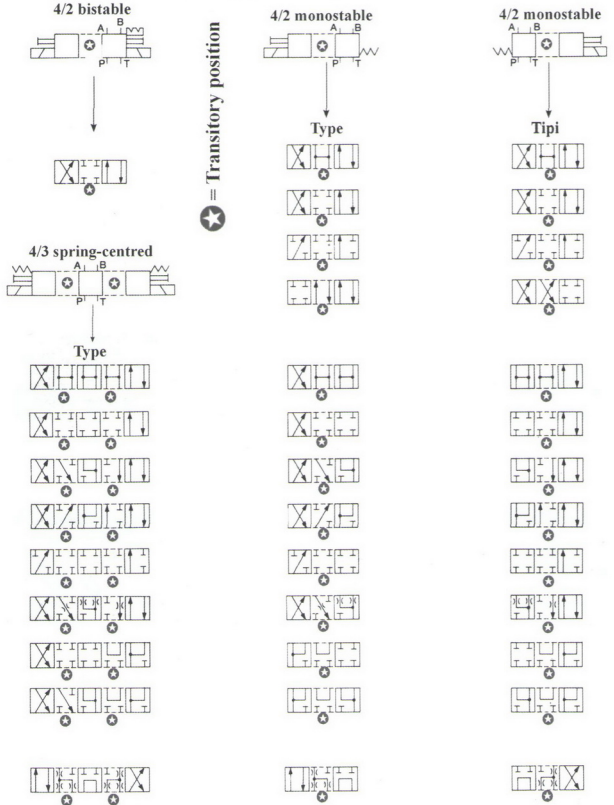 4/2 bistable
A B
P T
= Transitory position
4/3 spring-centred
A B
P T
Type
4/2 monostable
A B
P T
Type
4/2 monostable
A B
P T
Tipi